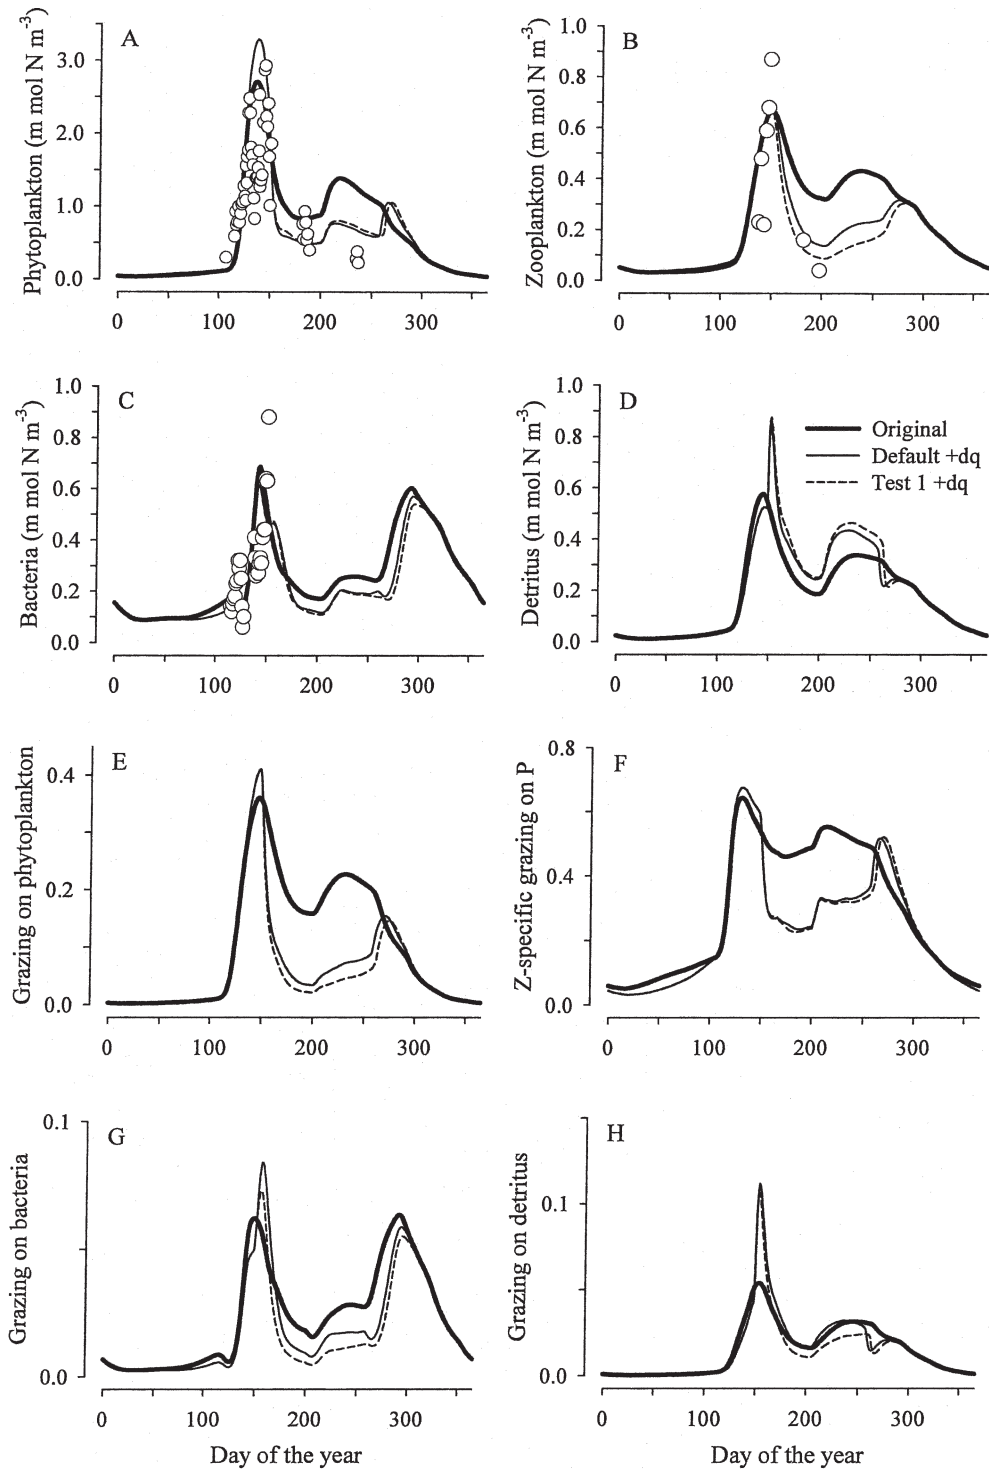 A
Phytoplankton (m mol N m⁻³)
3.0
2.0
1.0
0.0
0 100 200 300
B
Zooplankton (m mol N m⁻³)
1.0
0.8
0.6
0.4
0.2
0.0
0 100 200 300
C
Bacteria (m mol N m⁻³)
1.0
0.8
0.6
0.4
0.2
0.0
0 100 200 300
D
Detritus (m mol N m⁻³)
1.0
0.8
0.6
0.4
0.2
0.0
Original
Default +dq
Test 1 +dq
0 100 200 300
E
Grazing on phytoplankton
0.4
0.2
0.0
0 100 200 300
F
Z-specific grazing on P
0.8
0.4
0.0
0 100 200 300
G
Grazing on bacteria
0.1
0.0
0 100 200 300
Day of the year
H
Grazing on detritus
0.1
0.0
0 100 200 300
Day of the year